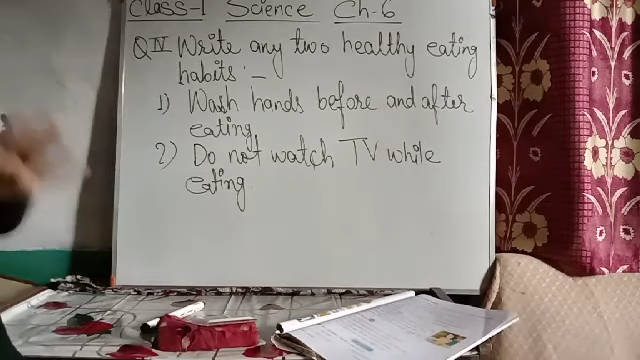 Class-1 Science Ch-6
Q IV Write any two healthy eating
habits :-
1) Wash hands before and after
eating
2) Do not watch TV while
eating